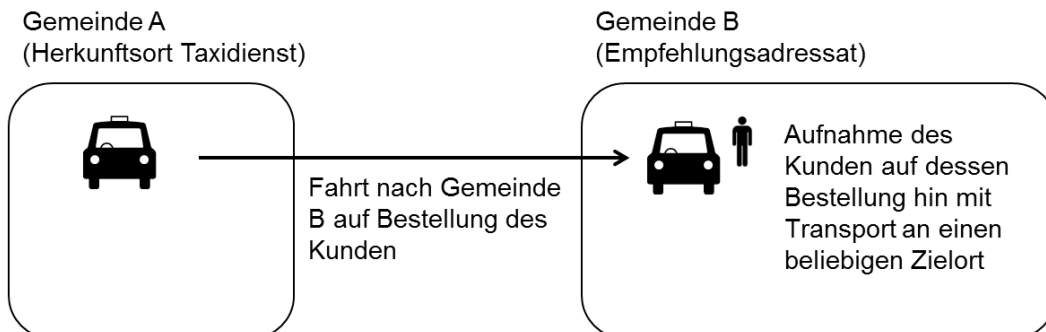 Gemeinde A
(Herkunftsort Taxidienst)
Gemeinde B
(Empfehlungsadressat)
Fahrt nach Gemeinde
B auf Bestellung des
Kunden
Aufnahme des
Kunden auf dessen
Bestellung hin mit
Transport an einen
beliebigen Zielort